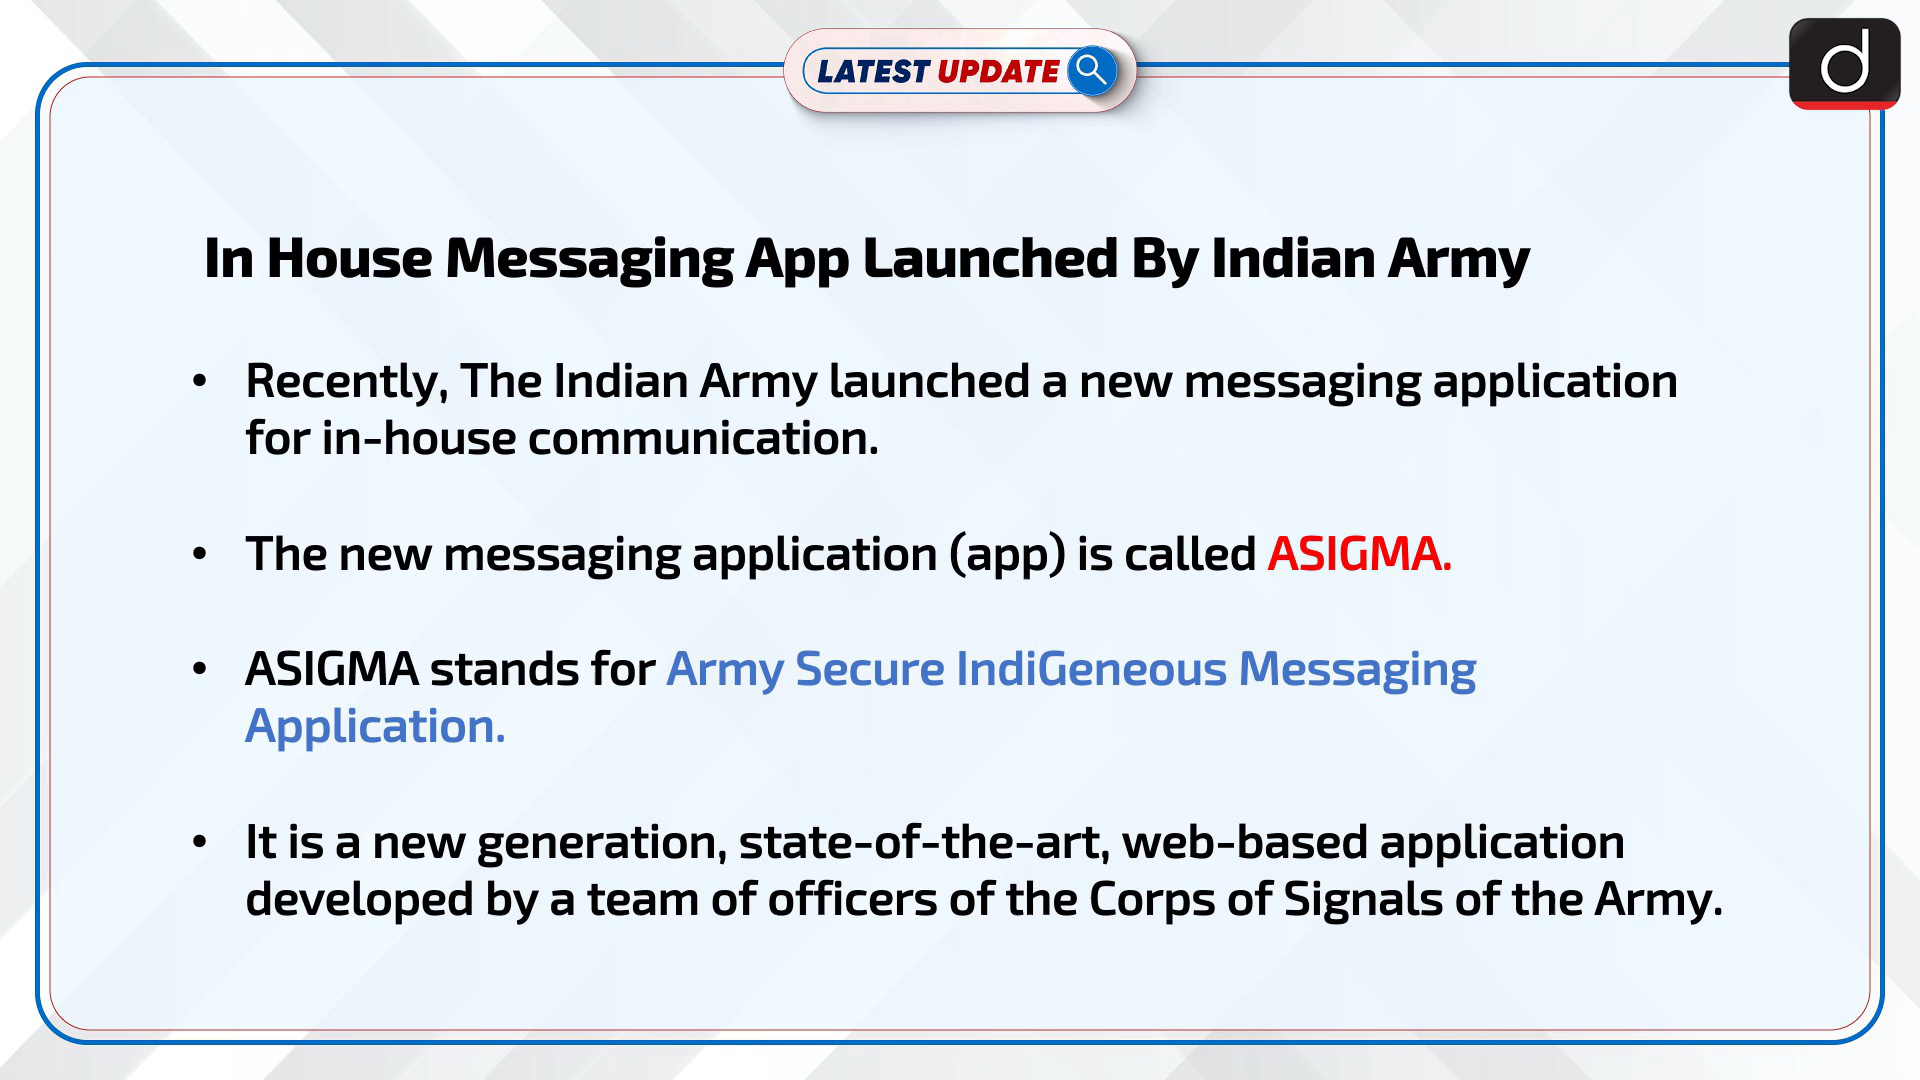 LATEST UPDATE
d
In House Messaging App Launched By Indian Army
• Recently, The Indian Army launched a new messaging application
for in-house communication.
• The new messaging application (app) is called ASIGMA.
• ASIGMA stands for Army Secure IndiGeneous Messaging
Application.
• It is a new generation, state-of-the-art, web-based application
developed by a team of officers of the Corps of Signals of the Army.